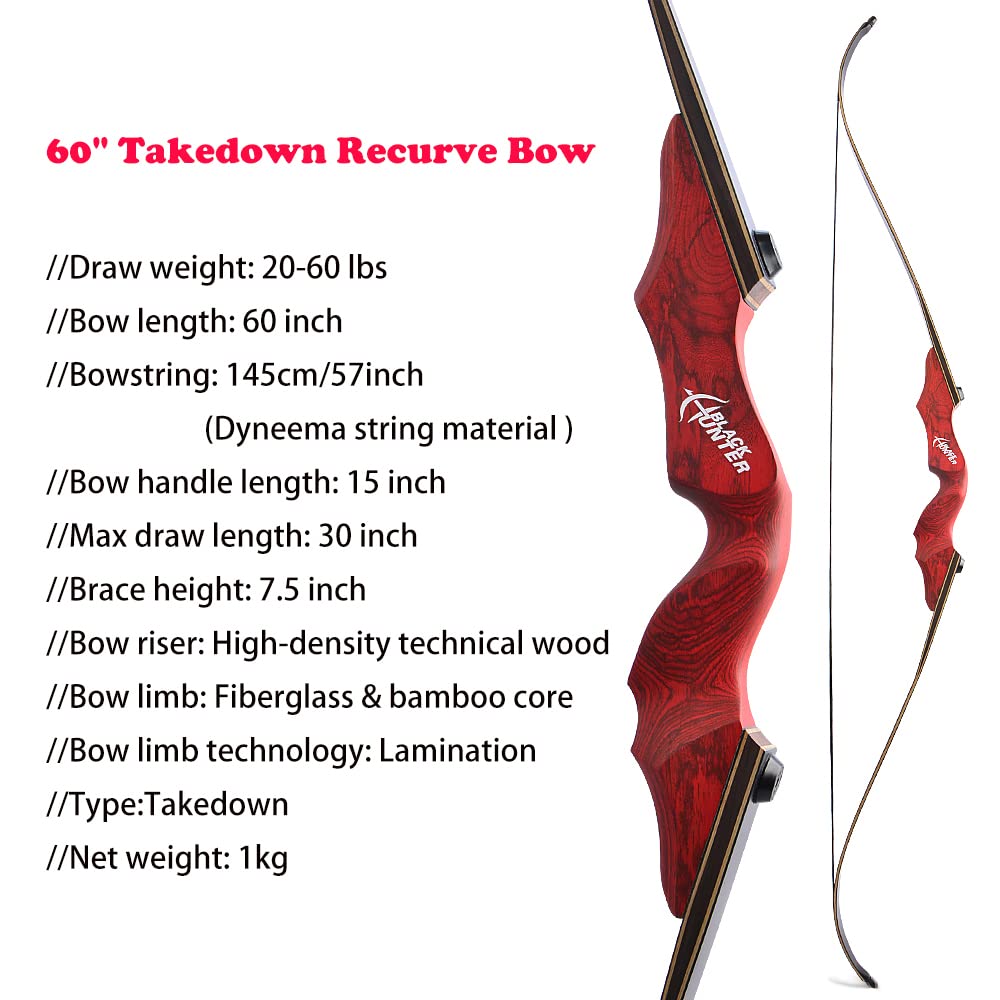 60" Takedown Recurve Bow
//Draw weight: 20-60 lbs
//Bow length: 60 inch
//Bowstring: 145cm/57inch
(Dyneema string material )
//Bow handle length: 15 inch
//Max draw length: 30 inch
//Brace height: 7.5 inch
//Bow riser: High-density technical wood
//Bow limb: Fiberglass & bamboo core
//Bow limb technology: Lamination
//Type:Takedown
//Net weight: 1kg
BLACK
HUNTER
BLACK
HUNTER